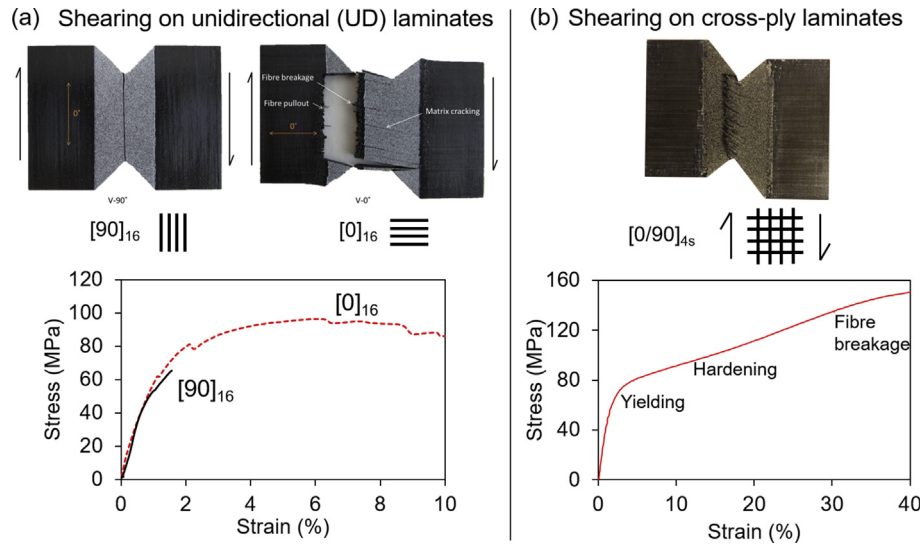 (a) Shearing on unidirectional (UD) laminates
Fibre breakage
Fibre pullout
0°
0°
Matrix cracking
V-90°
V-0°
[90]16
[0]16
120
100
80
60
40
20
0
Stress (MPa)
[0]16
[90]16
0 2 4 6 8 10
Strain (%)
(b) Shearing on cross-ply laminates
[0/90]4s
160
120
80
40
0
Stress (MPa)
Yielding
Hardening
Fibre
breakage
0 10 20 30 40
Strain (%)